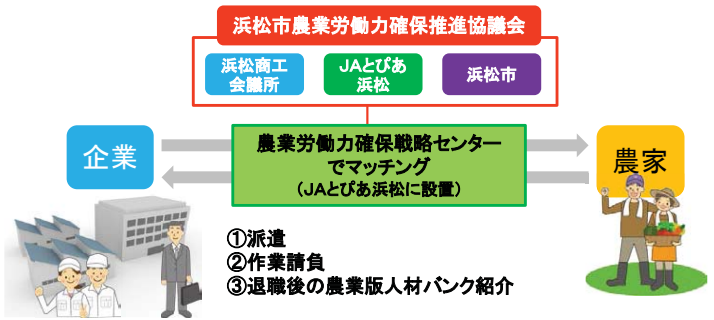 浜松市農業労働力確保推進協議会
浜松商工
会議所
JAとぴあ
浜松
浜松市
企業
農業労働力確保戦略センター
でマッチング
（JAとぴあ浜松に設置）
農家
①派遣
②作業請負
③退職後の農業版人材バンク紹介